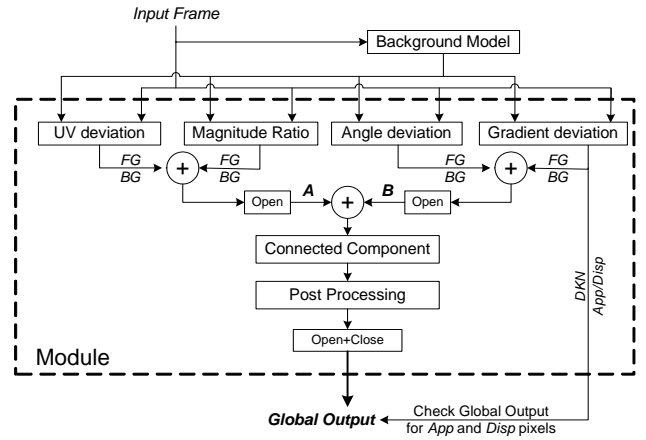 Input Frame
Background Model
UV deviation
Magnitude Ratio
Angle deviation
Gradient deviation
FG
BG
+
FG
BG
FG
BG
+
FG
BG
Open
A
+
B
Open
Connected Component
Post Processing
Open+Close
DKN
App/Disp
Module
Global Output
Check Global Output
for App and Disp pixels